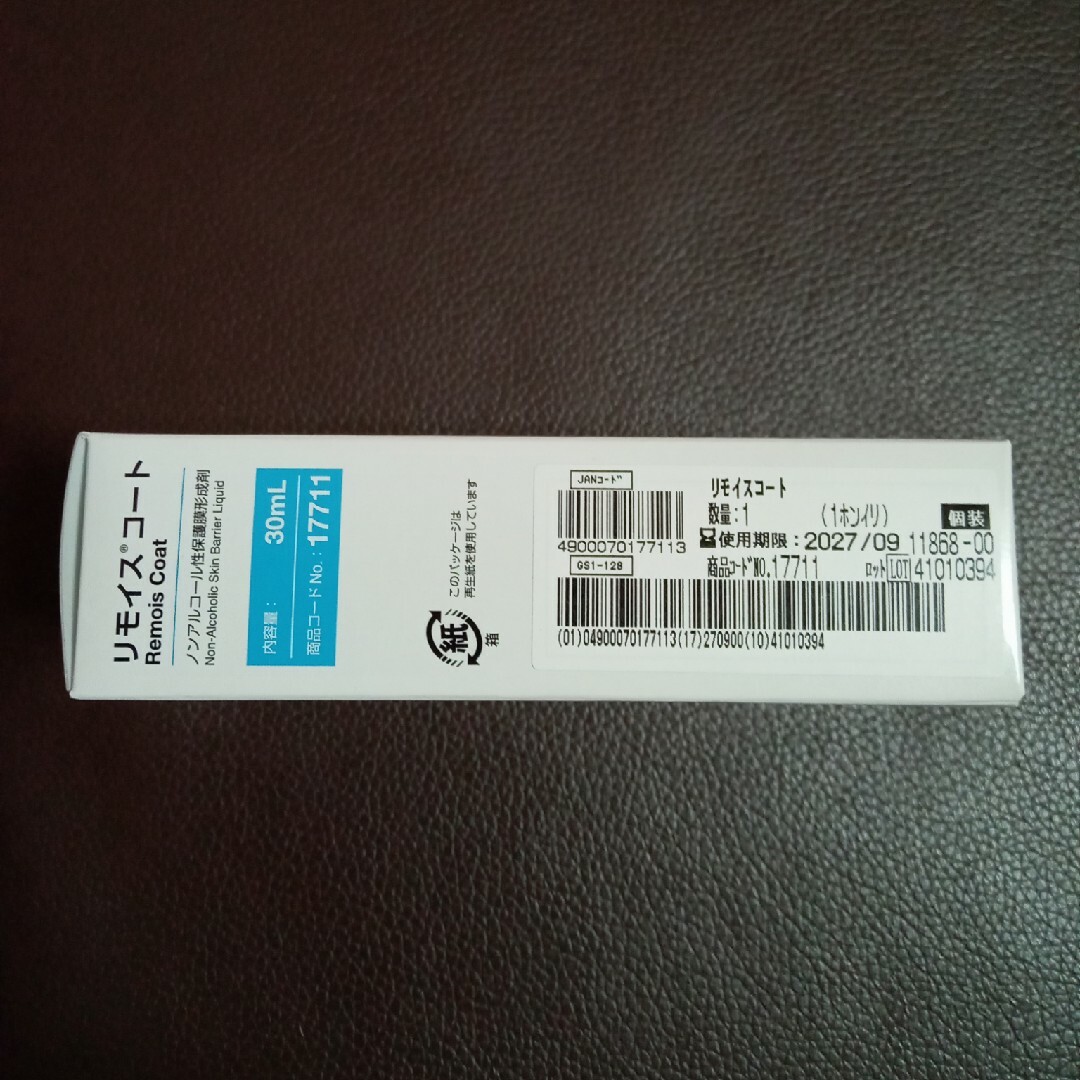 リモイス®コート
Remois Coat
ノンアルコール性保護膜形成剤
Non-Alcoholic Skin Barrier Liquid
内容量： 30mL
商品コード No.：17711
このパッケージは
再生紙を使用しています
紙
箱
JANコード
4900070177113
GS1-128
(01)04900070177113(17)270900(10)41010394
リモイスコート
数量:1 (1ホンイリ) 個装
使用期限：2027/09 11868-00
商品コードNO.17711 ロット LOT 41010394